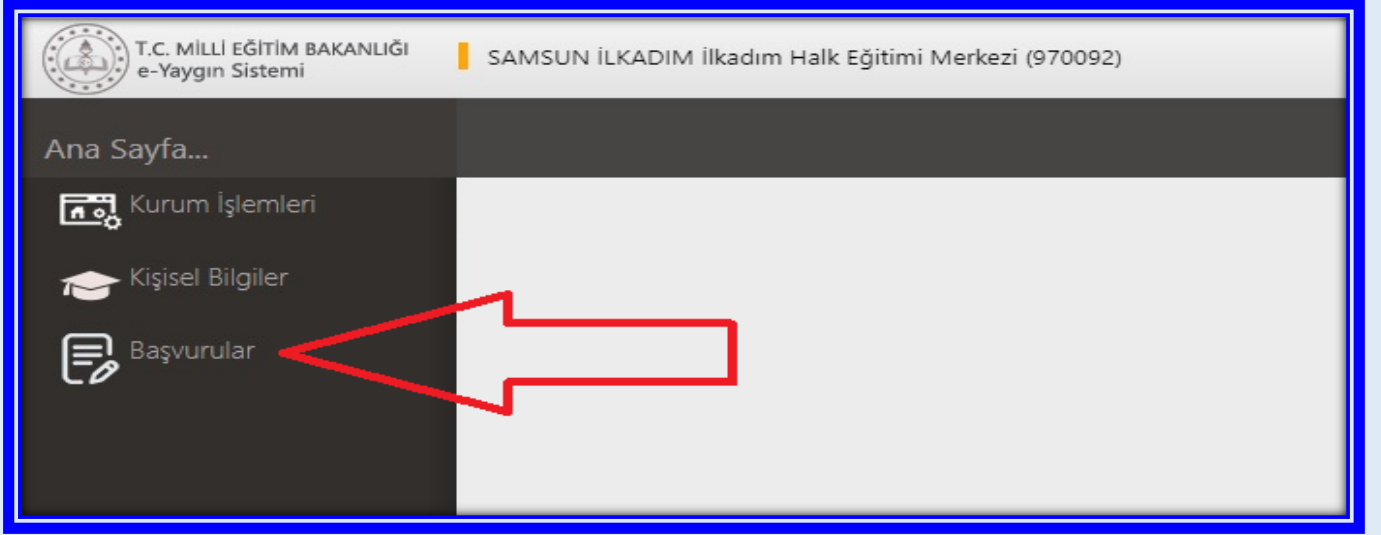 T.C. MİLLİ EĞİTİM BAKANLIĞI
e-Yaygın Sistemi
SAMSUN İLKADIM İlkadım Halk Eğitimi Merkezi (970092)
Ana Sayfa...
Kurum İşlemleri
Kişisel Bilgiler
Başvurular